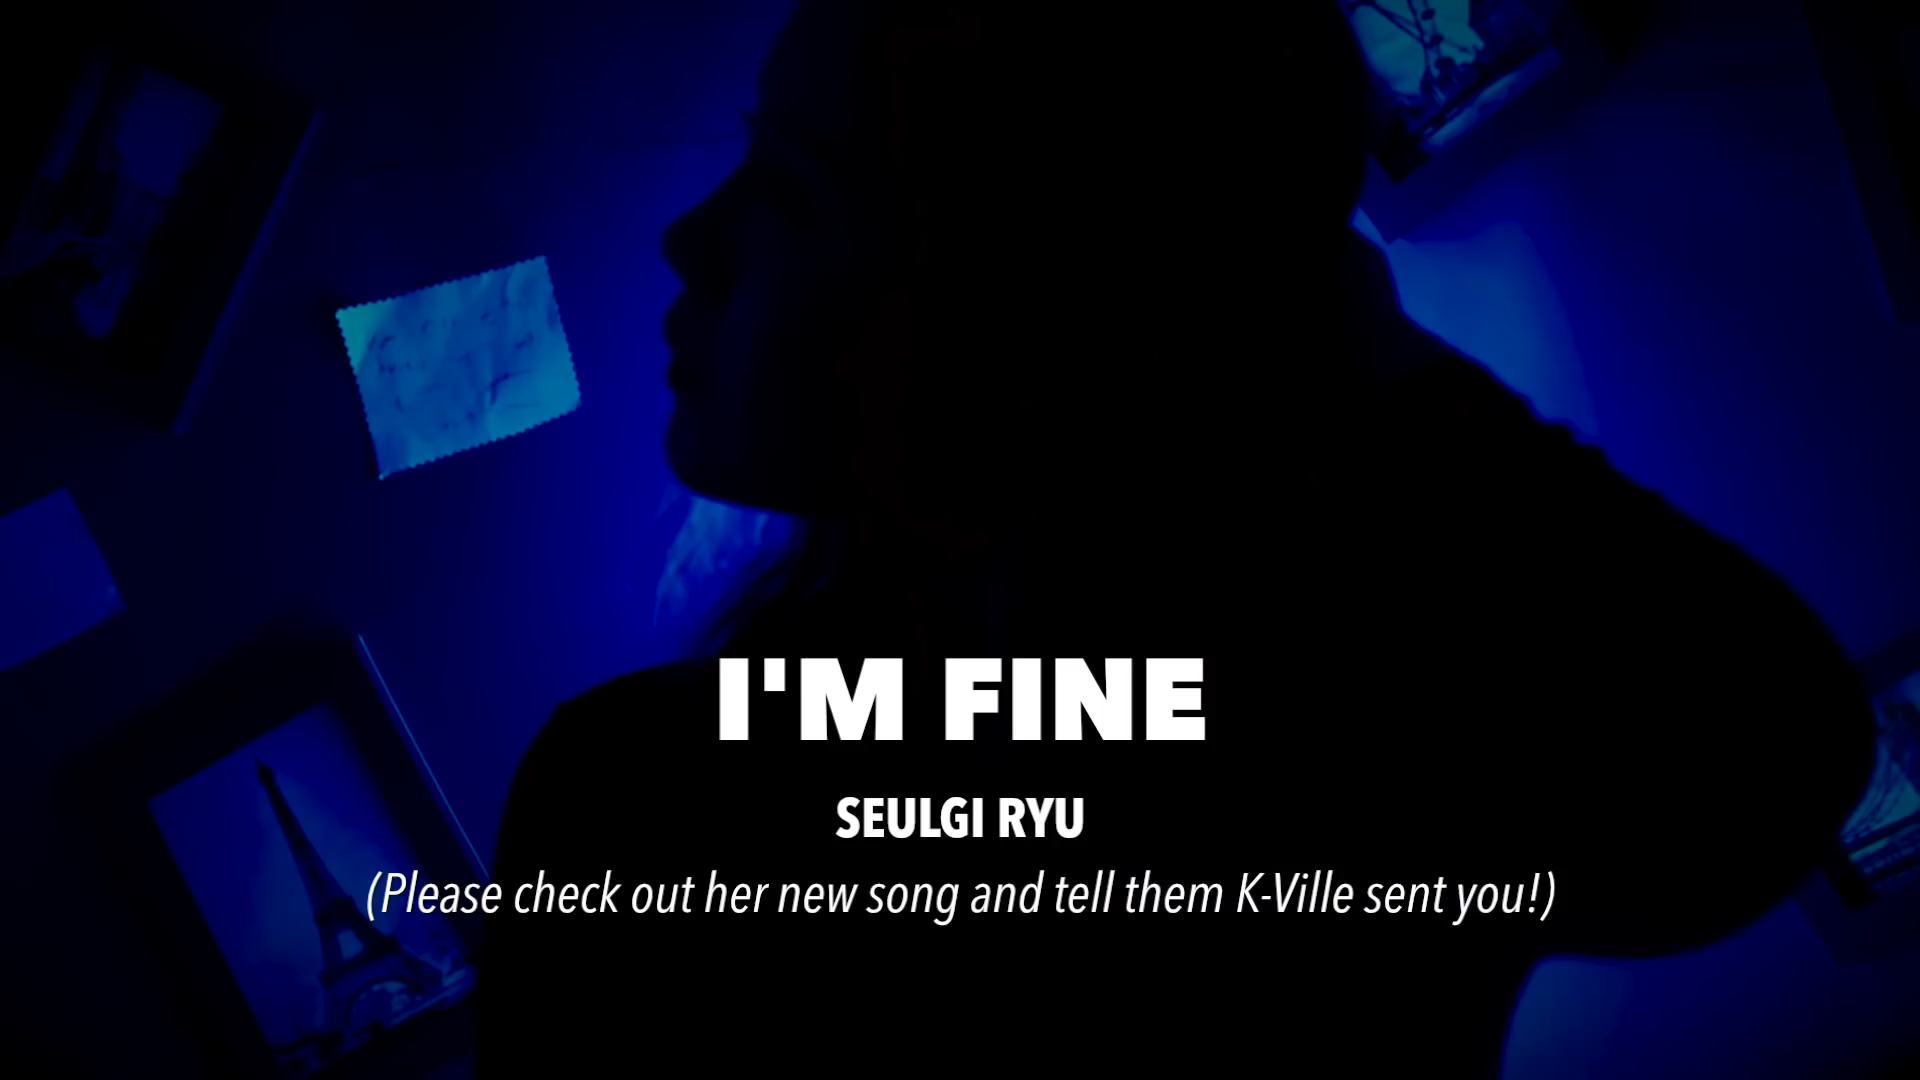 I'M FINE
SEULGI RYU
(Please check out her new song and tell them K-Ville sent you!)